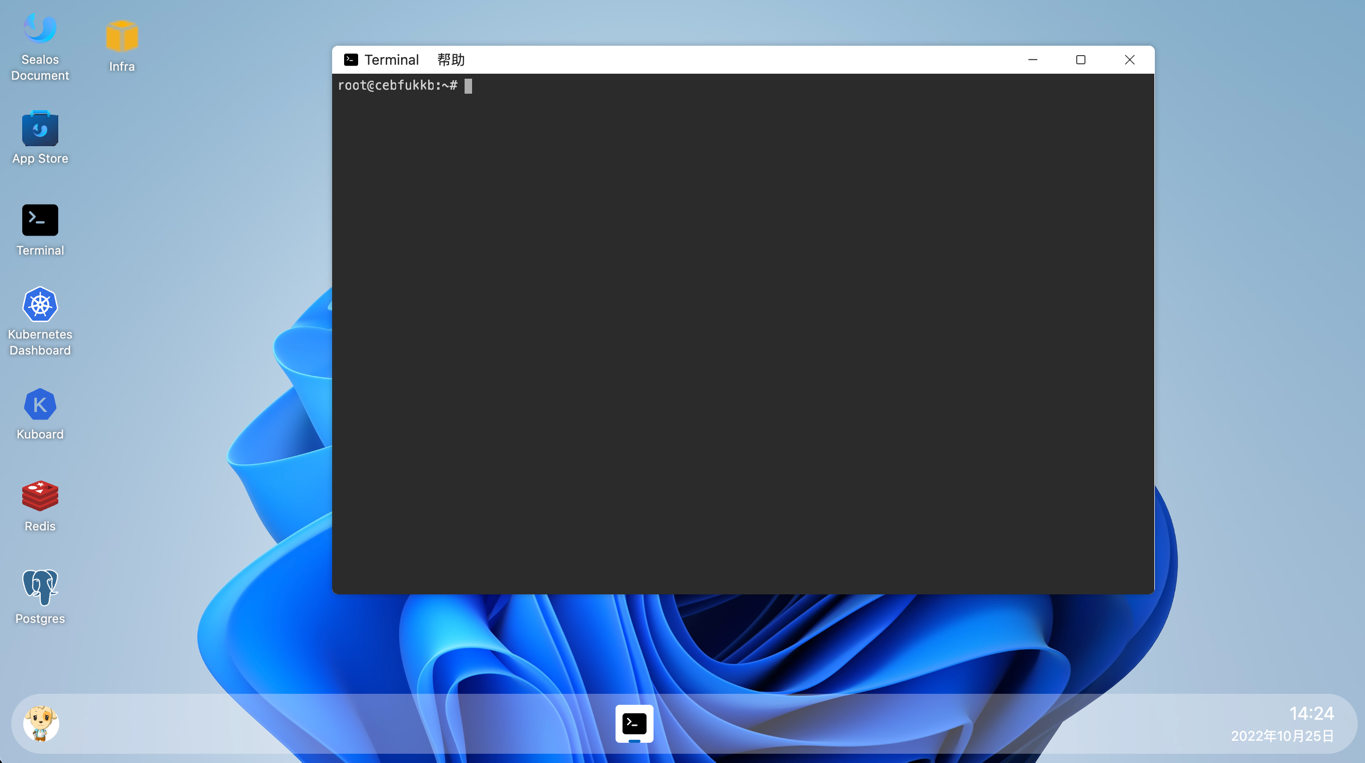 Sealos
Document
Infra
App Store
Terminal
Kubernetes
Dashboard
K
Kuboard
Redis
Postgres
Terminal 帮助
root@cebfukkb:~#
14:24
2022年10月25日